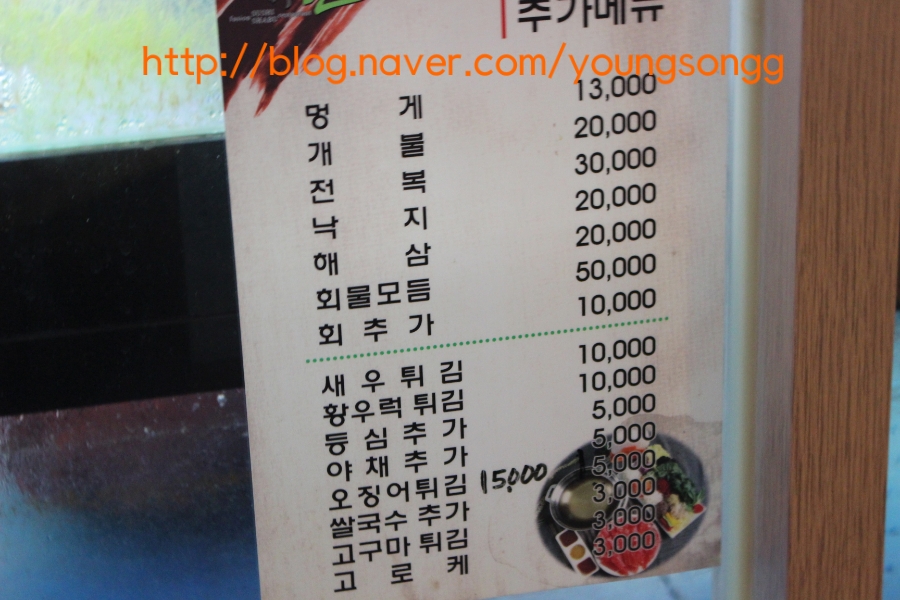 추가메뉴
http://blog.naver.com/youngsongg
멍 게 13,000
개 불 20,000
전 복 30,000
낙 지 20,000
해 삼 20,000
회물모듬 50,000
회 추 가 10,000
새 우 튀 김 10,000
황우럭튀김 10,000
등 심 추 가 5,000
야 채 추 가 5,000
오징어튀김 15,000 5,000
쌀국수 추가 3,000
고구마 튀김 3,000
고 로 케 3,000